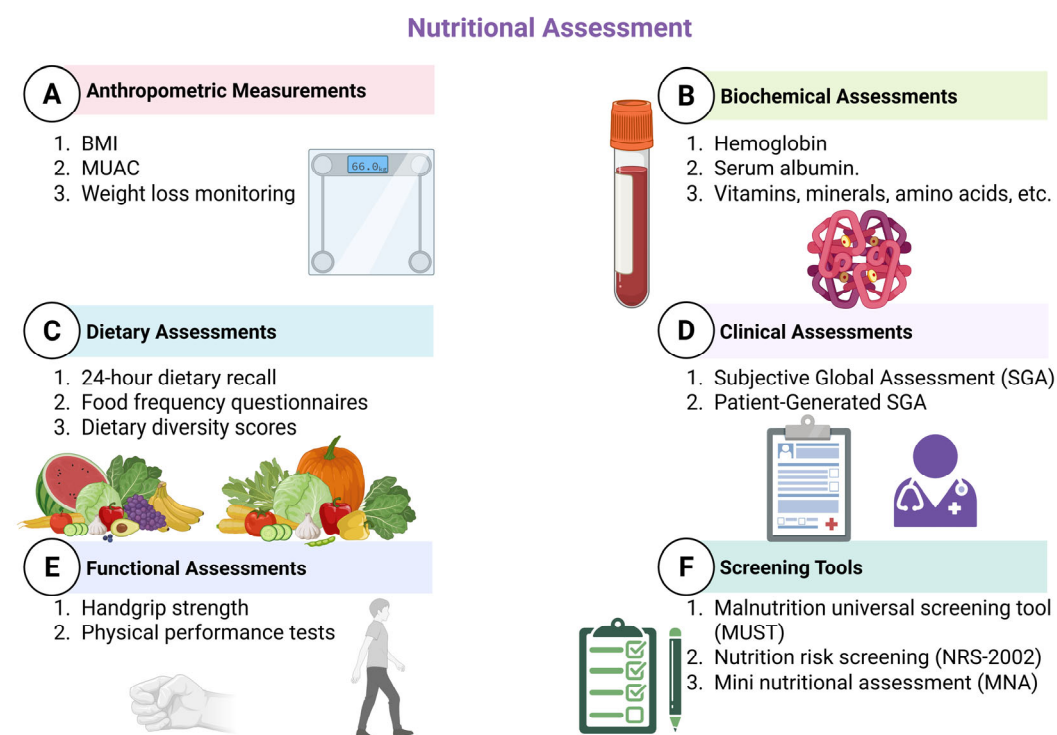 Nutritional Assessment
A
Anthropometric Measurements
1. BMI
2. MUAC
3. Weight loss monitoring
66.0kg
B
Biochemical Assessments
1. Hemoglobin
2. Serum albumin.
3. Vitamins, minerals, amino acids, etc.
C
Dietary Assessments
1. 24-hour dietary recall
2. Food frequency questionnaires
3. Dietary diversity scores
D
Clinical Assessments
1. Subjective Global Assessment (SGA)
2. Patient-Generated SGA
E
Functional Assessments
1. Handgrip strength
2. Physical performance tests
F
Screening Tools
1. Malnutrition universal screening tool
(MUST)
2. Nutrition risk screening (NRS-2002)
3. Mini nutritional assessment (MNA)